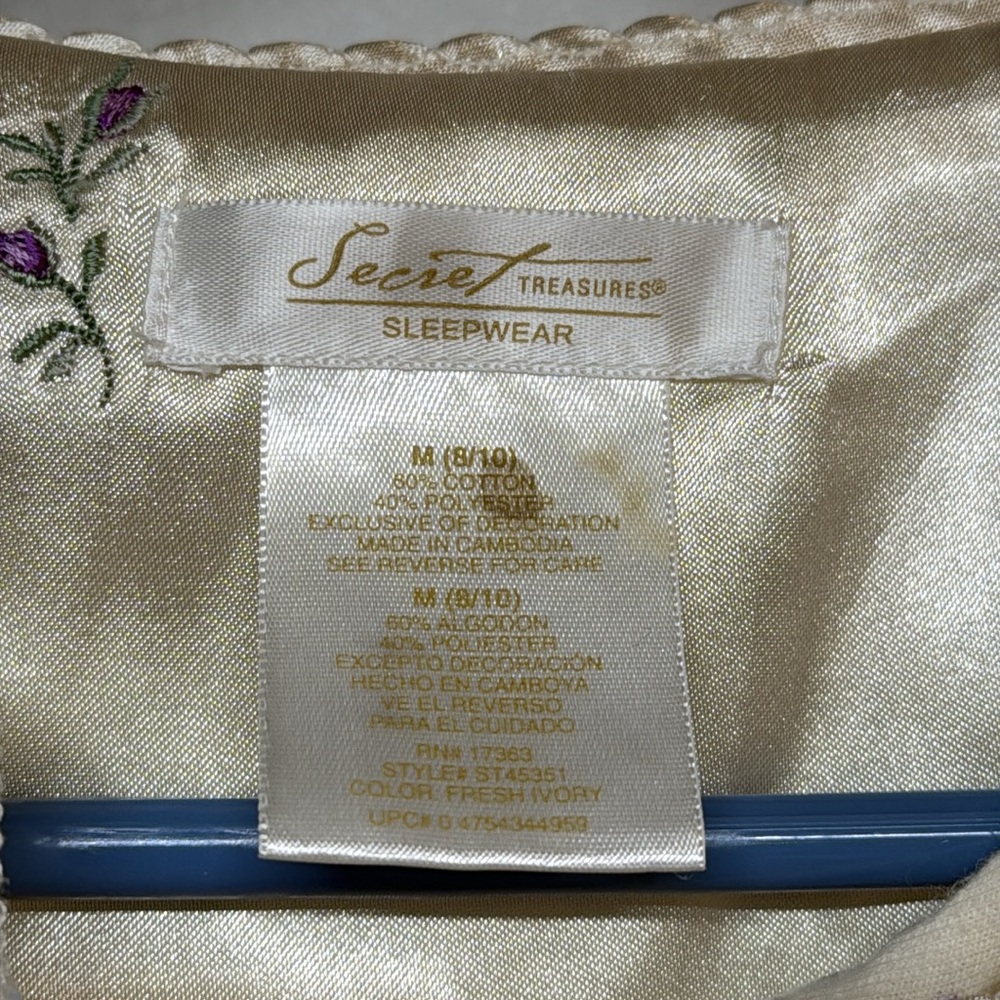 Secret TREASURES®
SLEEPWEAR
M (8/10)
60% COTTON
40% POLYESTER
EXCLUSIVE OF DECORATION
MADE IN CAMBODIA
SEE REVERSE FOR CARE
M (8/10)
60% ALGODON
40% POLIESTER
EXCEPTO DECORACIÓN
HECHO EN CAMBOYA
VE EL REVERSO
PARA EL CUIDADO
RN# 17363
STYLE# ST45351
COLOR FRESH IVORY
UPC# 0 4754344959